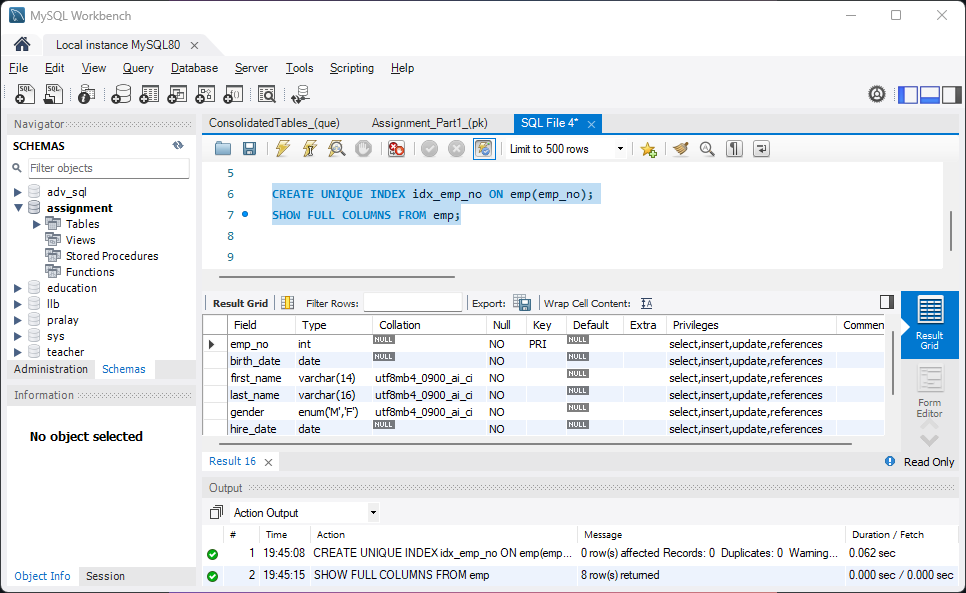 MySQL Workbench
Local instance MySQL80
File Edit View Query Database Server Tools Scripting Help
Navigator
SCHEMAS
Filter objects
adv_sql
assignment
Tables
Views
Stored Procedures
Functions
education
llb
pralay
sys
teacher
Administration Schemas
Information
No object selected
Object Info Session
ConsolidatedTables_(que) Assignment_Part1_(pk) SQL File 4*
Limit to 500 rows
5
6 CREATE UNIQUE INDEX idx_emp_no ON emp(emp_no);
7 SHOW FULL COLUMNS FROM emp;
8
9
Result Grid Filter Rows: Export: Wrap Cell Content:
Field Type Collation Null Key Default Extra Privileges Commen
emp_no int NULL NO PRI NULL select,insert,update,references
birth_date date NULL NO NULL select,insert,update,references
first_name varchar(14) utf8mb4_0900_ai_ci NO NULL select,insert,update,references
last_name varchar(16) utf8mb4_0900_ai_ci NO NULL select,insert,update,references
gender enum('M','F') utf8mb4_0900_ai_ci NO NULL select,insert,update,references
hire_date date NULL NO NULL select,insert,update,references
Result Grid
Form Editor
Result 16
Read Only
Output
Action Output
# Time Action Message Duration / Fetch
1 19:45:08 CREATE UNIQUE INDEX idx_emp_no ON emp(emp... 0 row(s) affected Records: 0 Duplicates: 0 Warning... 0.062 sec
2 19:45:15 SHOW FULL COLUMNS FROM emp 8 row(s) returned 0.000 sec / 0.000 sec